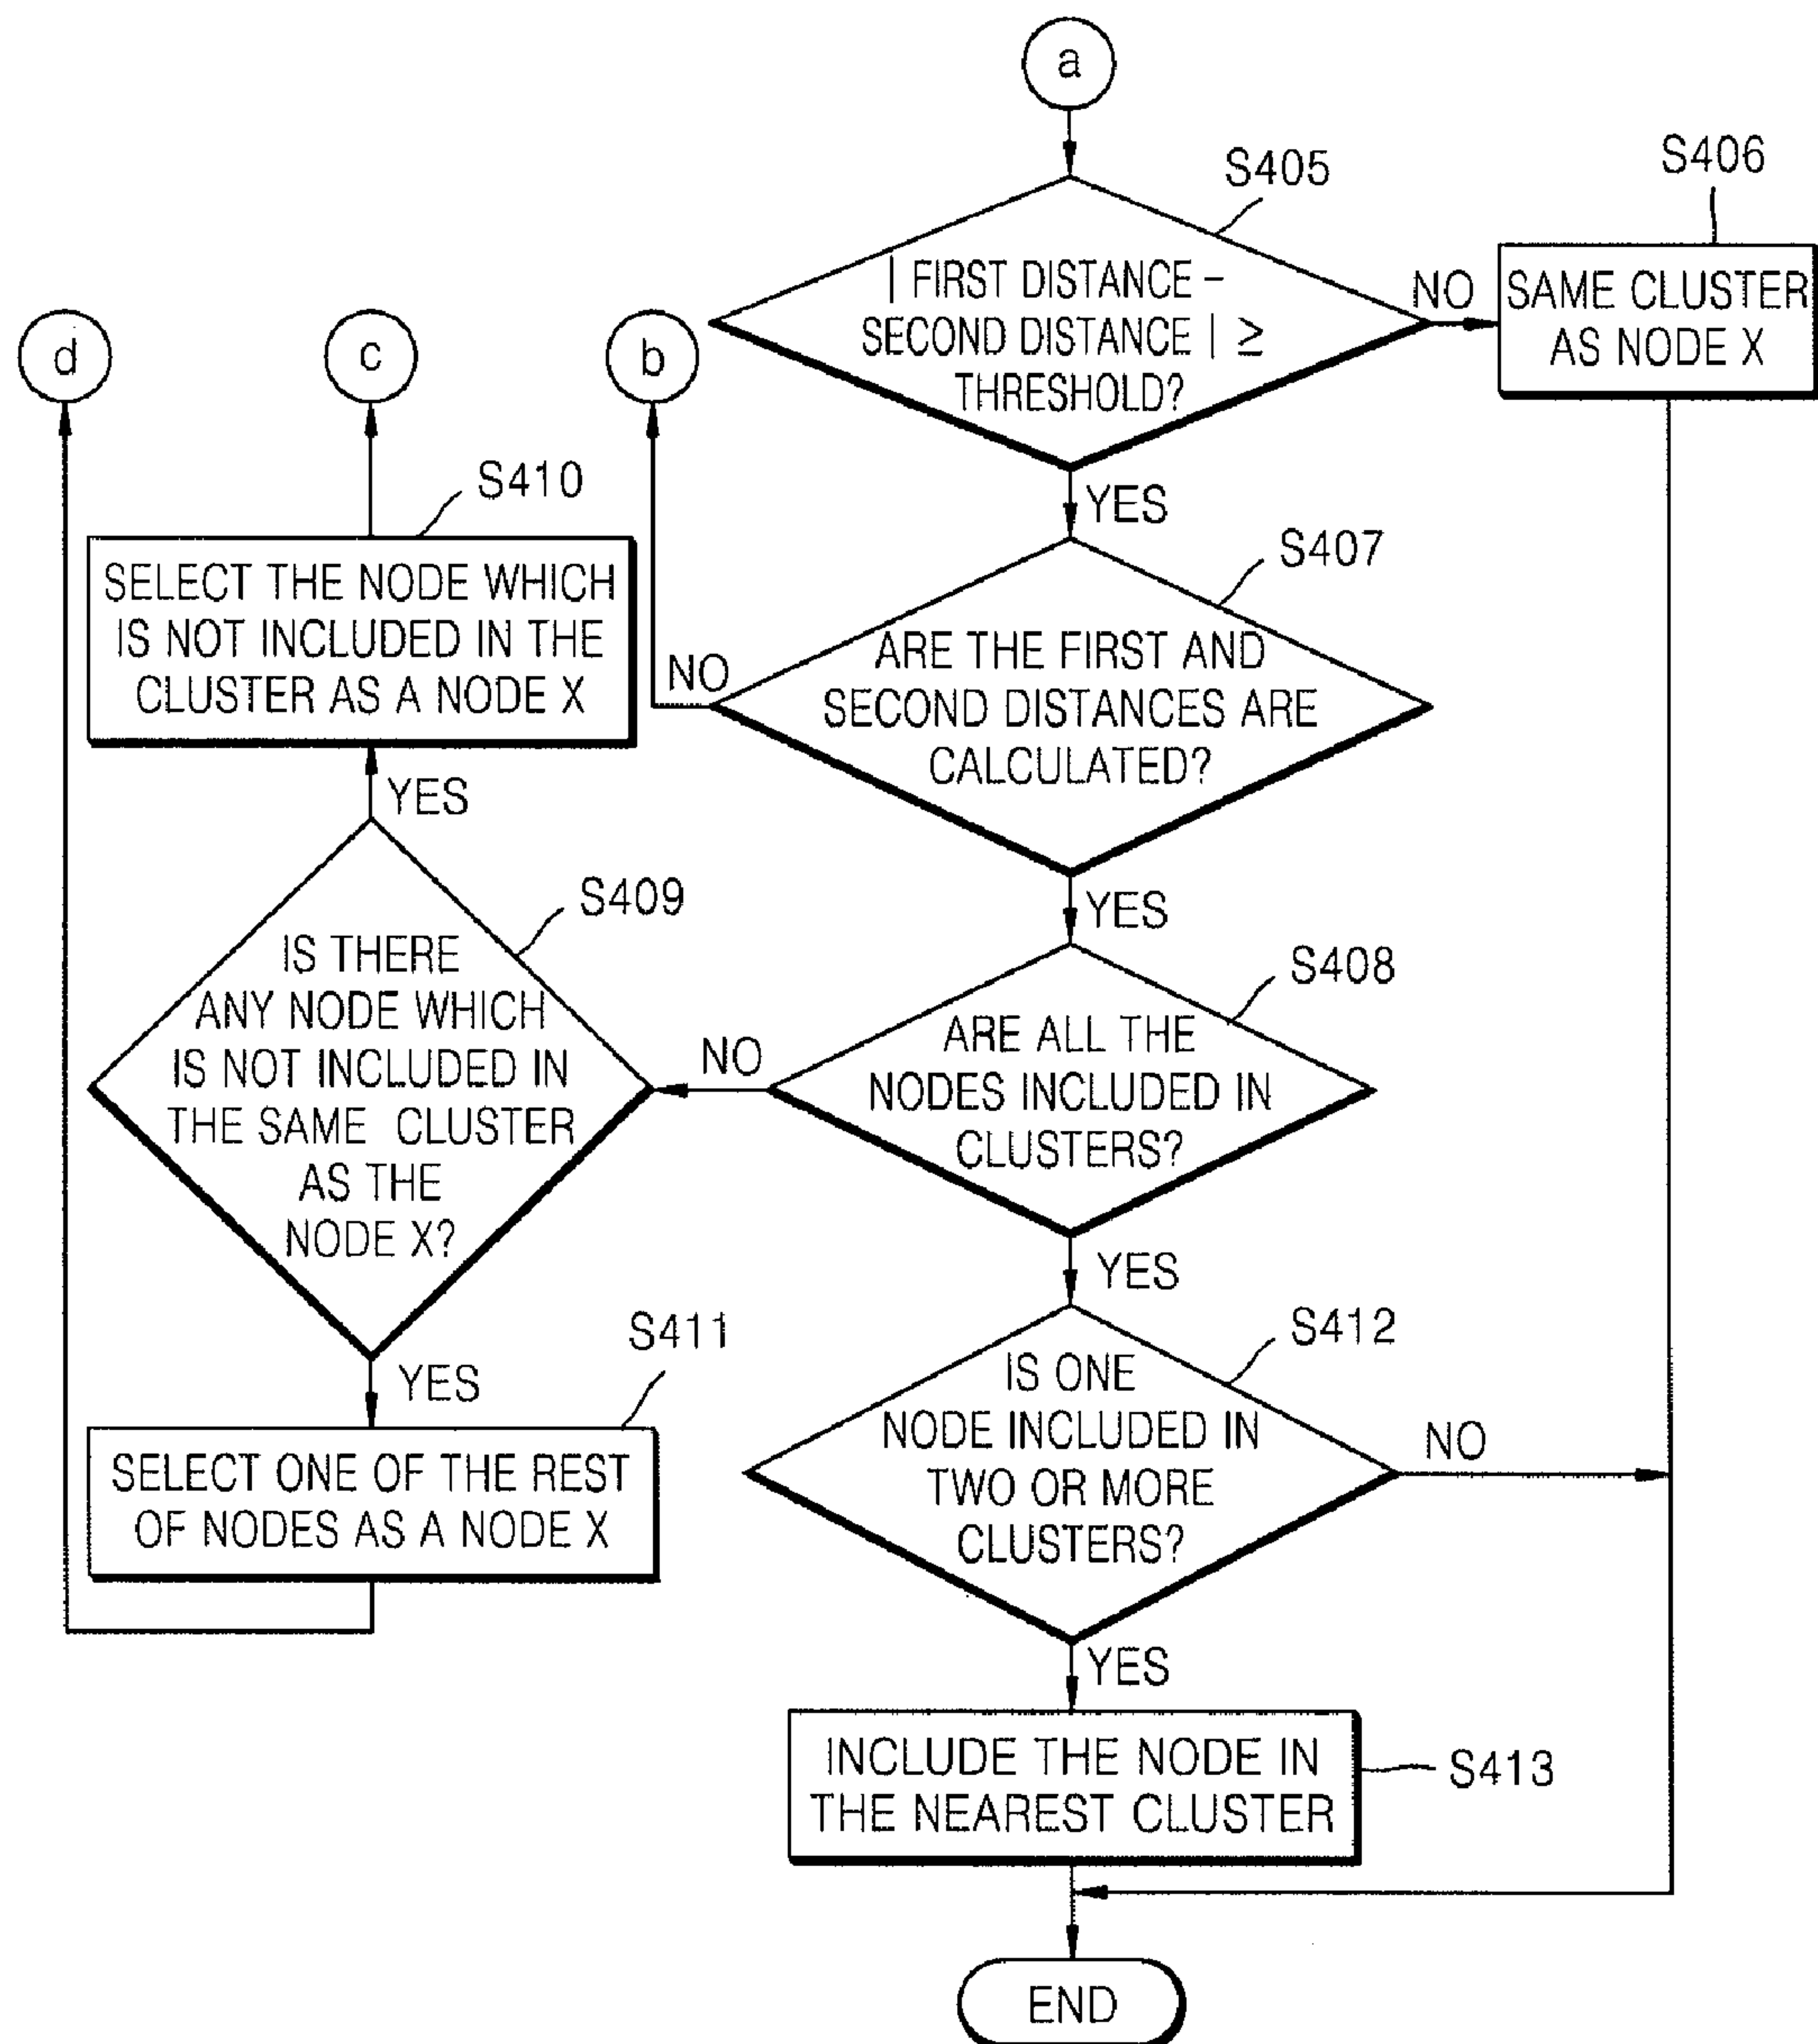 a
S405
S406
| FIRST DISTANCE –
SECOND DISTANCE | ≥
THRESHOLD?
NO
SAME CLUSTER
AS NODE X
d
c
b
YES
S410
SELECT THE NODE WHICH
IS NOT INCLUDED IN THE
CLUSTER AS A NODE X
S407
ARE THE FIRST AND
SECOND DISTANCES ARE
CALCULATED?
NO
YES
YES
S409
IS THERE
ANY NODE WHICH
IS NOT INCLUDED IN
THE SAME CLUSTER
AS THE
NODE X?
S408
ARE ALL THE
NODES INCLUDED IN
CLUSTERS?
NO
YES
YES
S411
SELECT ONE OF THE REST
OF NODES AS A NODE X
S412
IS ONE
NODE INCLUDED IN
TWO OR MORE
CLUSTERS?
NO
YES
INCLUDE THE NODE IN
THE NEAREST CLUSTER
S413
END